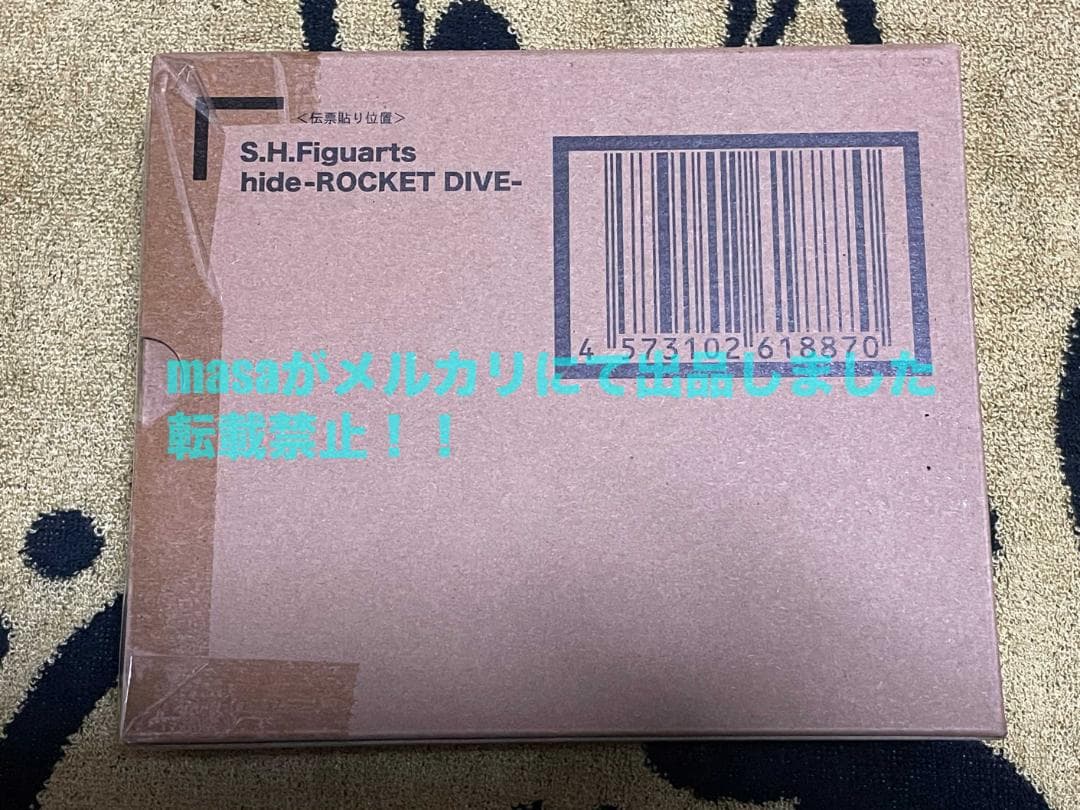 ＜伝票貼り位置＞
S.H.Figuarts
hide-ROCKET DIVE-
4 573102 618870
masaがメルカリにて出品しました
転載禁止！！